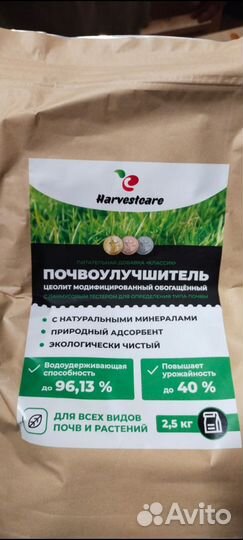 Harvestcare
ПИТАТЕЛЬНАЯ ДОБАВКА «КЛАССИК»
ПОЧВОУЛУЧШИТЕЛЬ
ЦЕОЛИТ МОДИФИЦИРОВАННЫЙ ОБОГАЩЁННЫЙ
С ЛАКМУСОВЫМ ТЕСТЕРОМ ДЛЯ ОПРЕДЕЛЕНИЯ ТИПА ПОЧВЫ
• С НАТУРАЛЬНЫМИ МИНЕРАЛАМИ
• ПРИРОДНЫЙ АДСОРБЕНТ
• ЭКОЛОГИЧЕСКИ ЧИСТЫЙ
Водоудерживающая
способность
до 96,13 %
Повышает
урожайность
до 40 %
ДЛЯ ВСЕХ ВИДОВ
ПОЧВ И РАСТЕНИЙ
2,5 кг
Avito